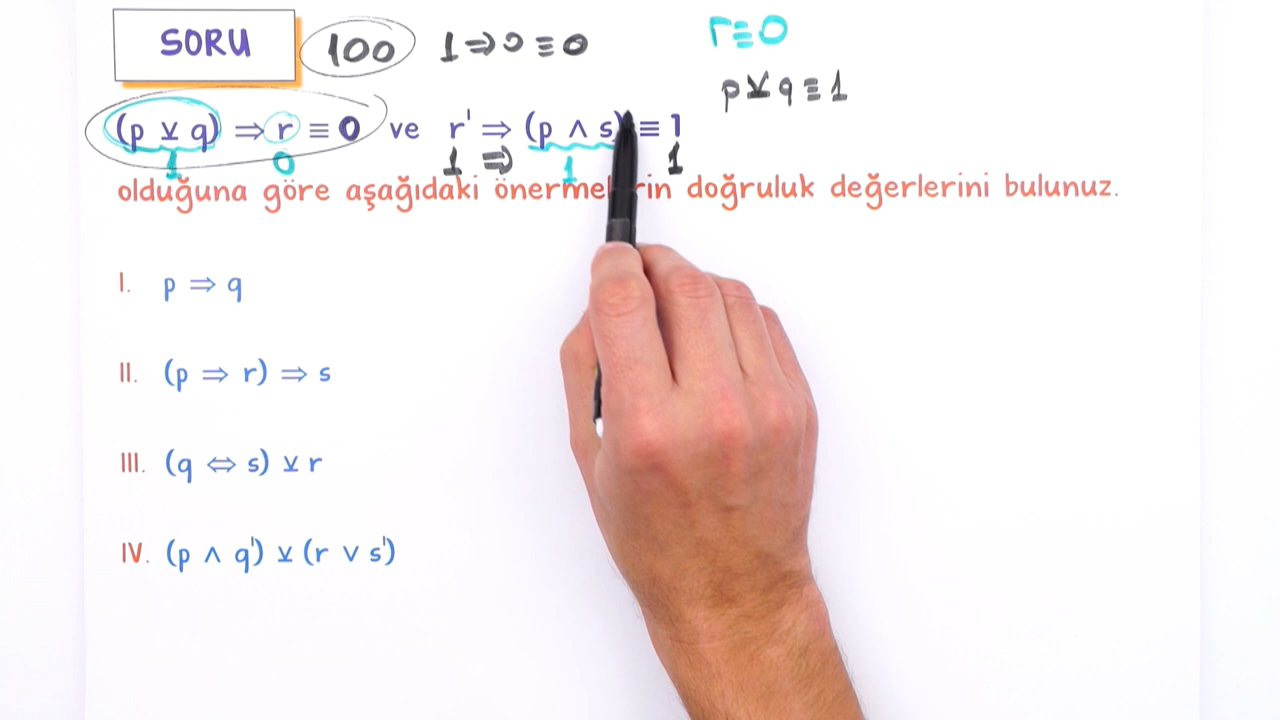 SORU 100 1 ⇒ 0 ≡ 0 r ≡ 0
p ⊻ q ≡ 1
(p ⊻ q) ⇒ r ≡ 0 ve r' ⇒ (p ∧ s) ≡ 1
1 0 1 ⇒ 1 1
olduğuna göre aşağıdaki doğruluk değerlerini bulunuz.
I. p ⇒ q
II. (p ⇒ r) ⇒ s
III. (q ⇔ s) ⊻ r
IV. (p ∧ q') ⊻ (r ∨ s')